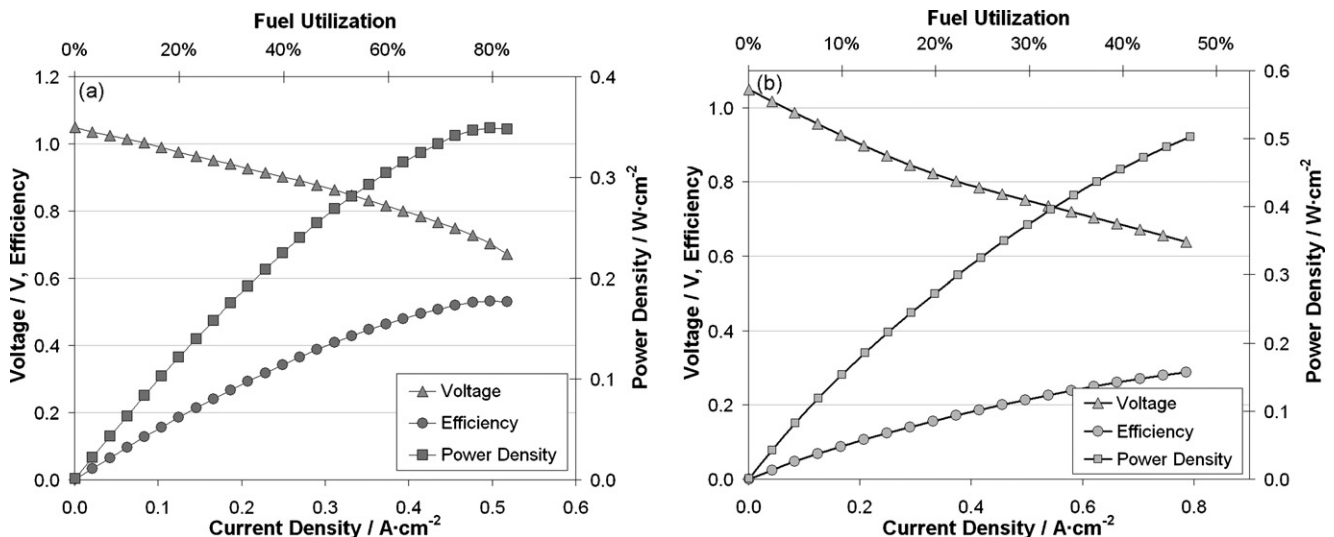 Fuel Utilization
0% 20% 40% 60% 80%
(a)
Voltage / V, Efficiency
1.2
1.0
0.8
0.6
0.4
0.2
0.0
0.4
0.3
0.2
0.1
0.0
Power Density / W·cm⁻²
Voltage
Efficiency
Power Density
0.0 0.1 0.2 0.3 0.4 0.5 0.6
Current Density / A·cm⁻²
Fuel Utilization
0% 10% 20% 30% 40% 50%
(b)
Voltage / V, Efficiency
1.0
0.8
0.6
0.4
0.2
0.0
0.6
0.5
0.4
0.3
0.2
0.1
0.0
Power Density / W·cm⁻²
Voltage
Efficiency
Power Density
0.0 0.2 0.4 0.6 0.8
Current Density / A·cm⁻²